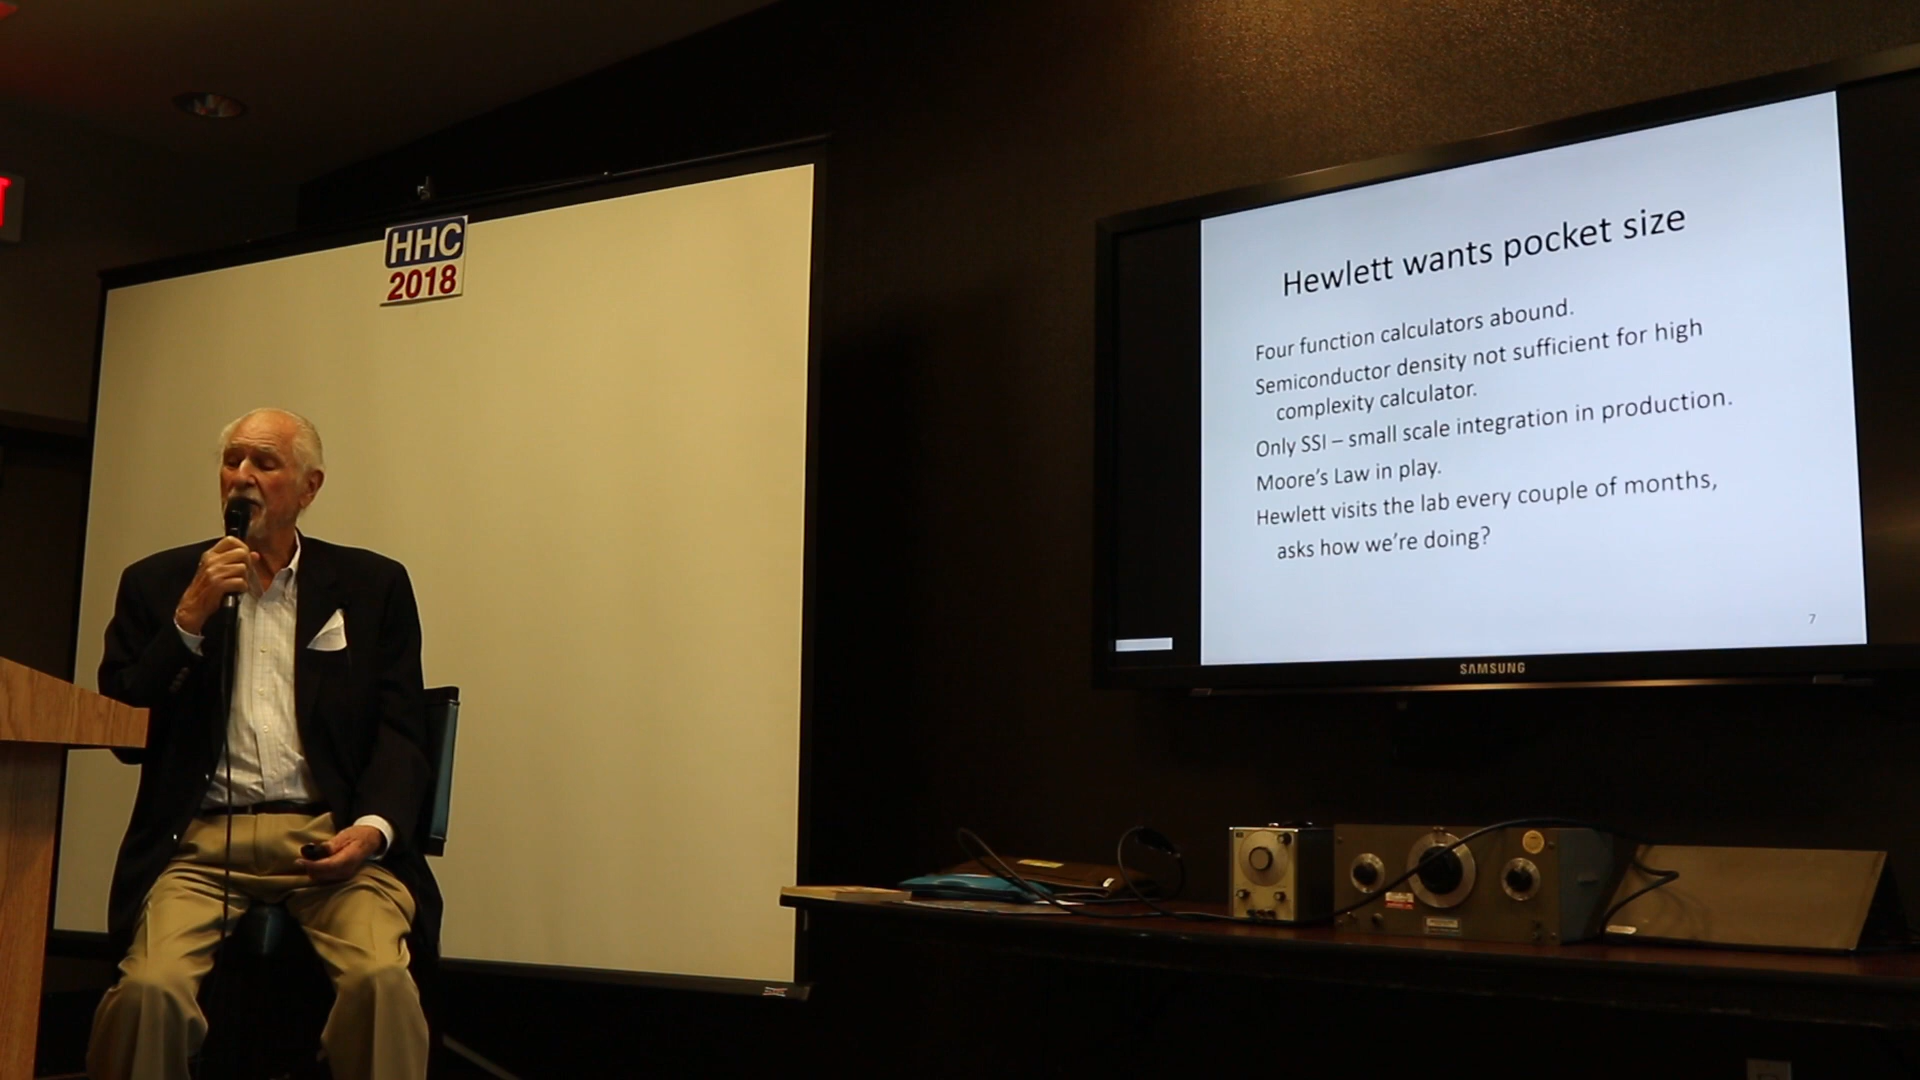 HHC
2018
Hewlett wants pocket size
Four function calculators abound.
Semiconductor density not sufficient for high
complexity calculator.
Only SSI – small scale integration in production.
Moore's Law in play.
Hewlett visits the lab every couple of months,
asks how we're doing?
7
SAMSUNG